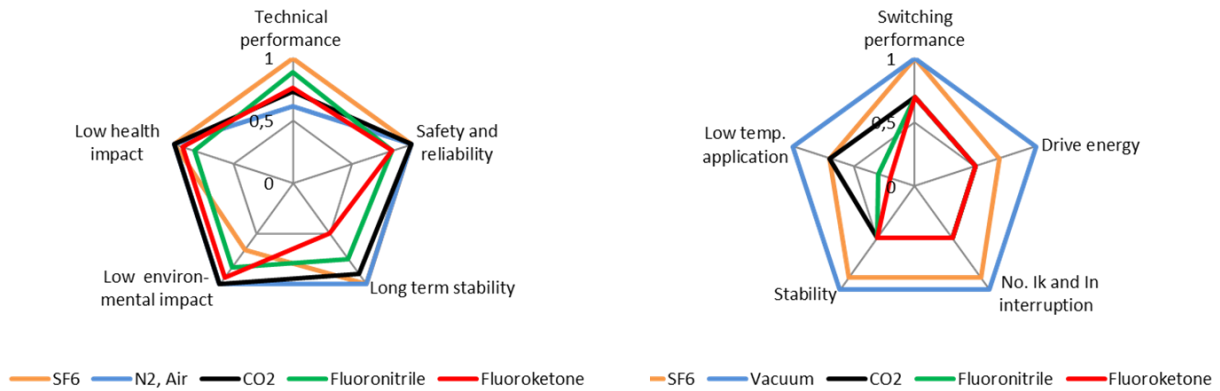 Technical
performance
1
0,5
0
Safety and
reliability
Long term stability
Low environ-
mental impact
Low health
impact
SF6 N2, Air CO2 Fluoronitrile Fluoroketone
Switching
performance
1
0,5
0
Drive energy
No. Ik and In
interruption
Stability
Low temp.
application
SF6 Vacuum CO2 Fluoronitrile Fluoroketone